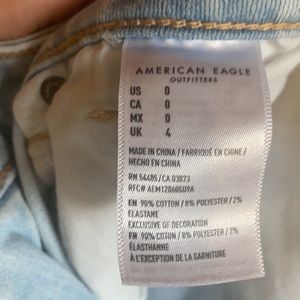 AMERICAN EAGLE
OUTFITTERS
US 0
CA 0
MX 0
UK 4
MADE IN CHINA / FABRIQUÉ EN CHINE /
HECHO EN CHINA
RN 54485/CA 03873
RFC# AEM1206069U9A
EN 90% COTTON / 8% POLYESTER / 2%
ELASTANE
EXCLUSIVE OF DECORATION
FR 90% COTON / 8% POLYESTER / 2%
ÉLASTHANNE
À L'EXCEPTION DE LA GARNITURE